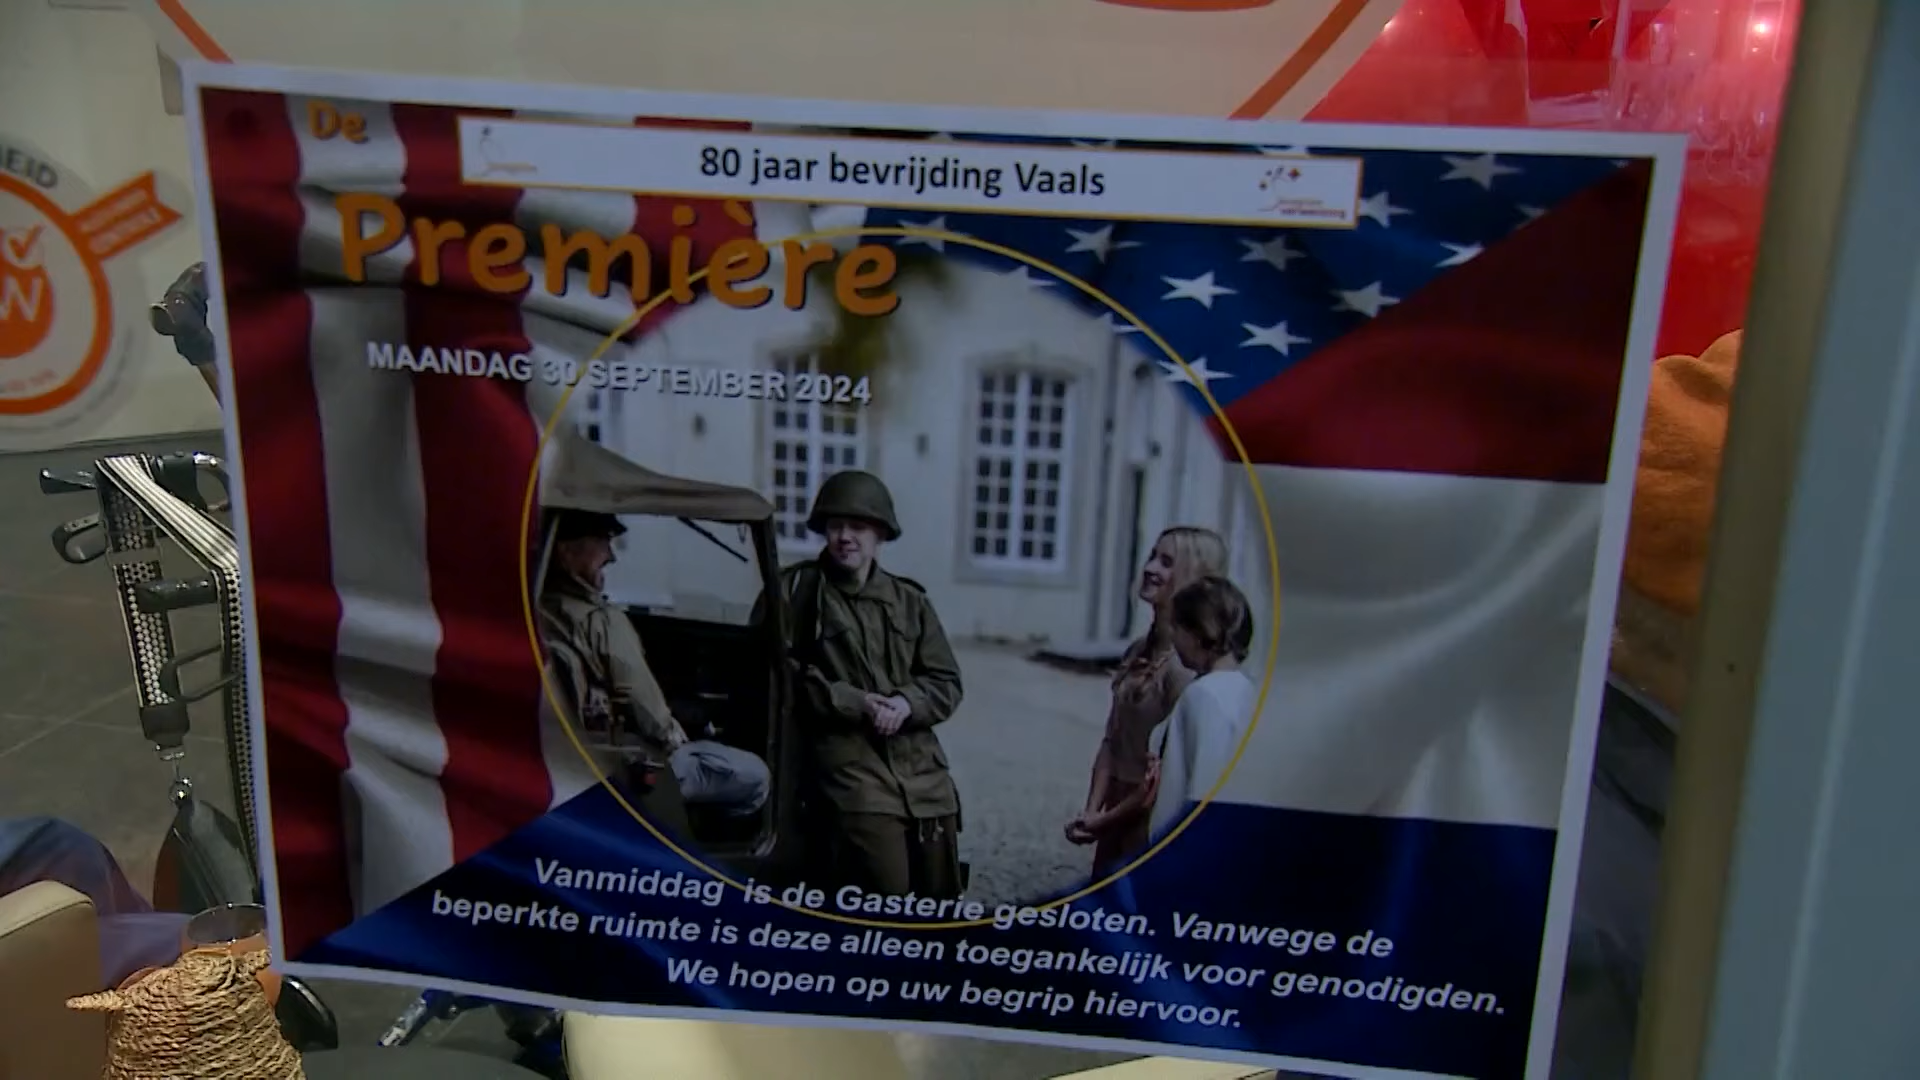 De
80 jaar bevrijding Vaals
Première
MAANDAG 30 SEPTEMBER 2024
Vanmiddag is de Gasterie gesloten. Vanwege de
beperkte ruimte is deze alleen toegankelijk voor genodigden.
We hopen op uw begrip hiervoor.